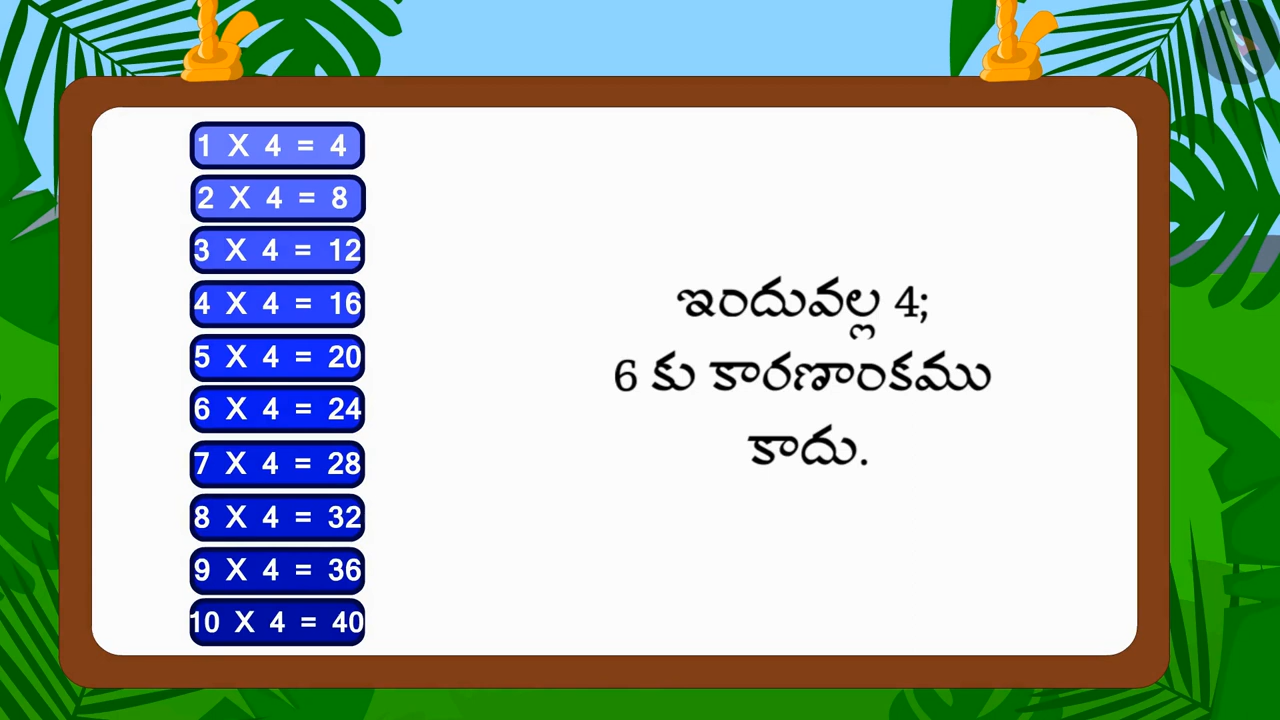 1 X 4 = 4
2 X 4 = 8
3 X 4 = 12
4 X 4 = 16
5 X 4 = 20
6 X 4 = 24
7 X 4 = 28
8 X 4 = 32
9 X 4 = 36
10 X 4 = 40
ఇందువల్ల 4;
6 కు కారణాంకము
కాదు.